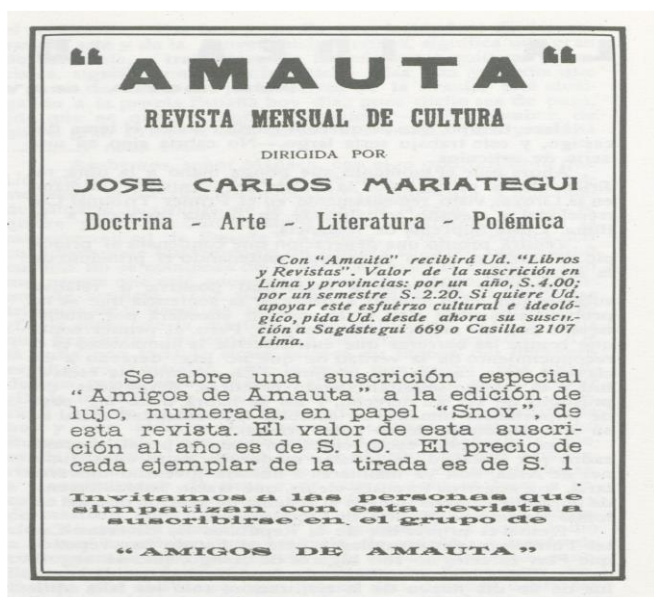 “AMAUTA“
REVISTA MENSUAL DE CULTURA
DIRIGIDA POR
JOSE CARLOS MARIATEGUI
Doctrina - Arte - Literatura - Polémica
Con "Amaúta" recibirá Ud. "Libros
y Revistas". Valor de la suscrición en
Lima y provincias: por un año, S. 4.00;
por un semestre S. 2.20. Si quiere Ud.
apoyar este esfuérzo cultural e ideoló-
gico, pida Ud. desde ahora su suscri-
ción a Sagástegui 669 o Casilla 2107
Lima.
Se abre una suscrición especial
"Amigos de Amauta" a la edición de
lujo, numerada, en papel "Snov", de
esta revista. El valor de esta suscri-
ción al año es de S. 10. El precio de
cada ejemplar de la tirada es de S. 1
Invitamos a las personas que
simpatizan con esta revista a
suscribirse en el grupo de
"AMIGOS DE AMAUTA"